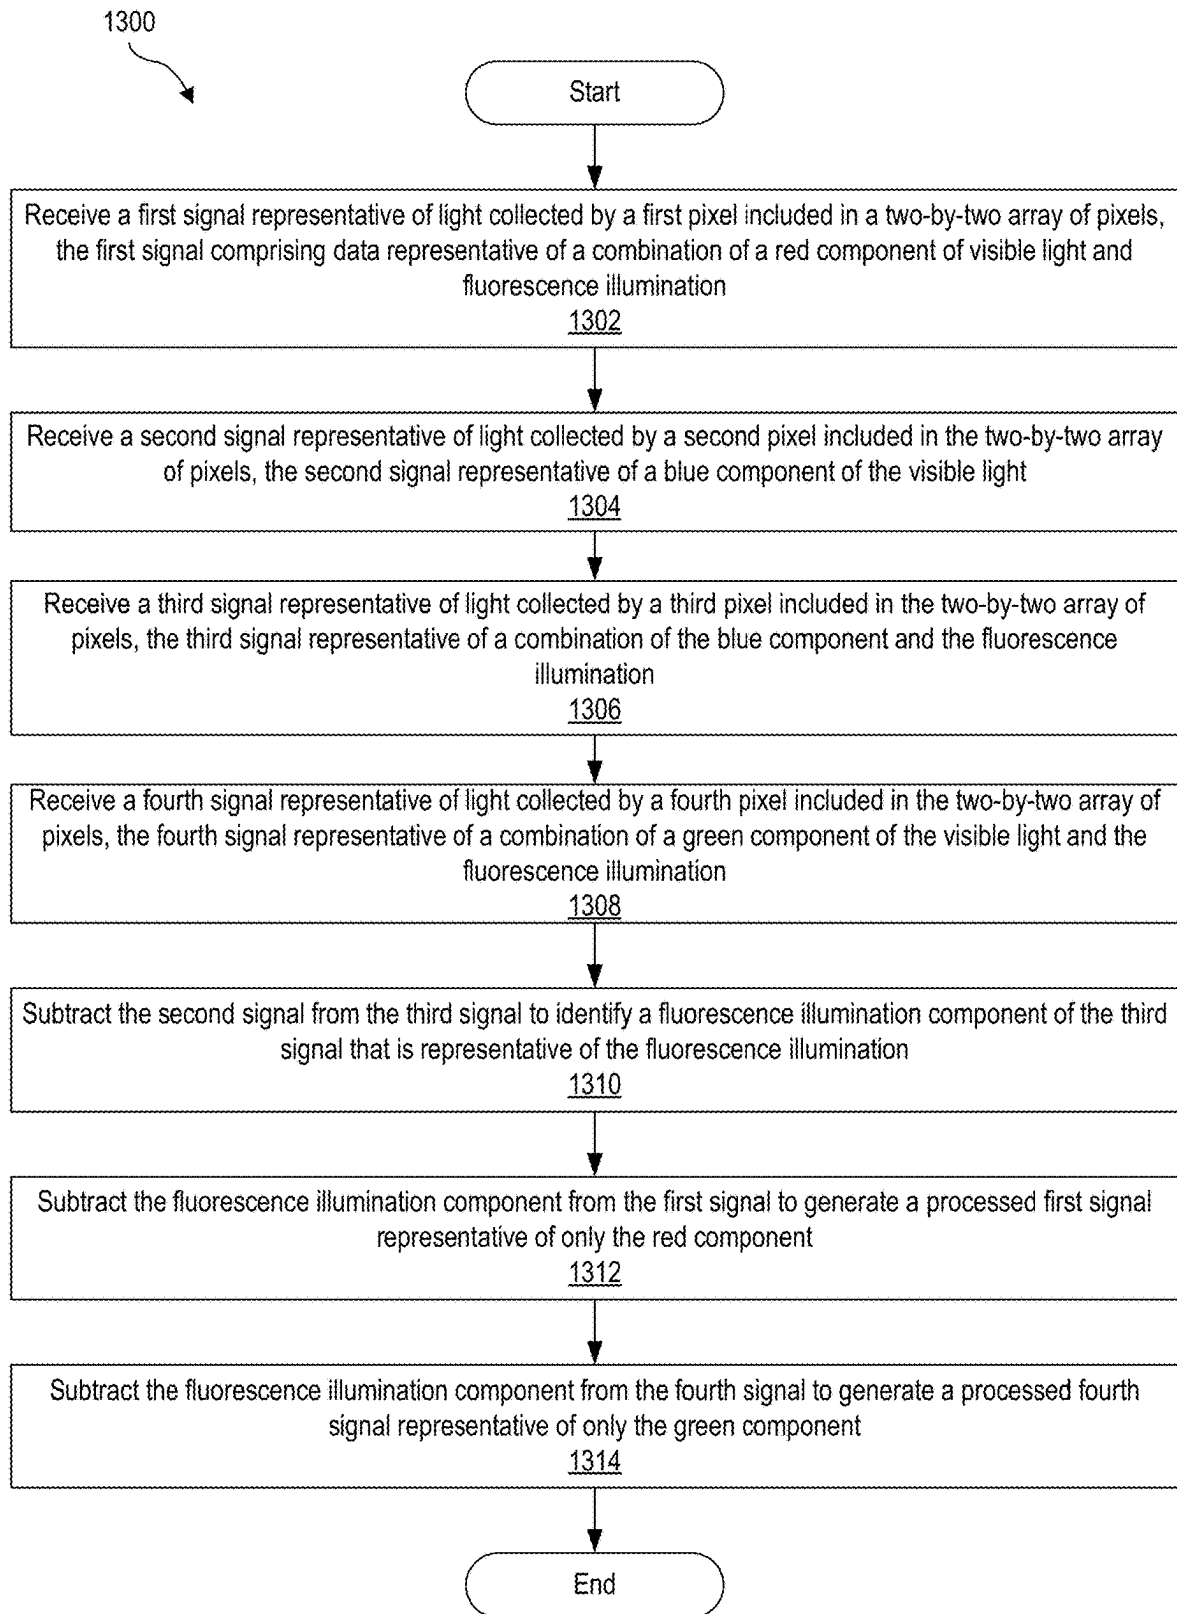 1300
Start
Receive a first signal representative of light collected by a first pixel included in a two-by-two array of pixels,
the first signal comprising data representative of a combination of a red component of visible light and
fluorescence illumination
1302
Receive a second signal representative of light collected by a second pixel included in the two-by-two array
of pixels, the second signal representative of a blue component of the visible light
1304
Receive a third signal representative of light collected by a third pixel included in the two-by-two array of
pixels, the third signal representative of a combination of the blue component and the fluorescence
illumination
1306
Receive a fourth signal representative of light collected by a fourth pixel included in the two-by-two array of
pixels, the fourth signal representative of a combination of a green component of the visible light and the
fluorescence illumination
1308
Subtract the second signal from the third signal to identify a fluorescence illumination component of the third
signal that is representative of the fluorescence illumination
1310
Subtract the fluorescence illumination component from the first signal to generate a processed first signal
representative of only the red component
1312
Subtract the fluorescence illumination component from the fourth signal to generate a processed fourth
signal representative of only the green component
1314
End